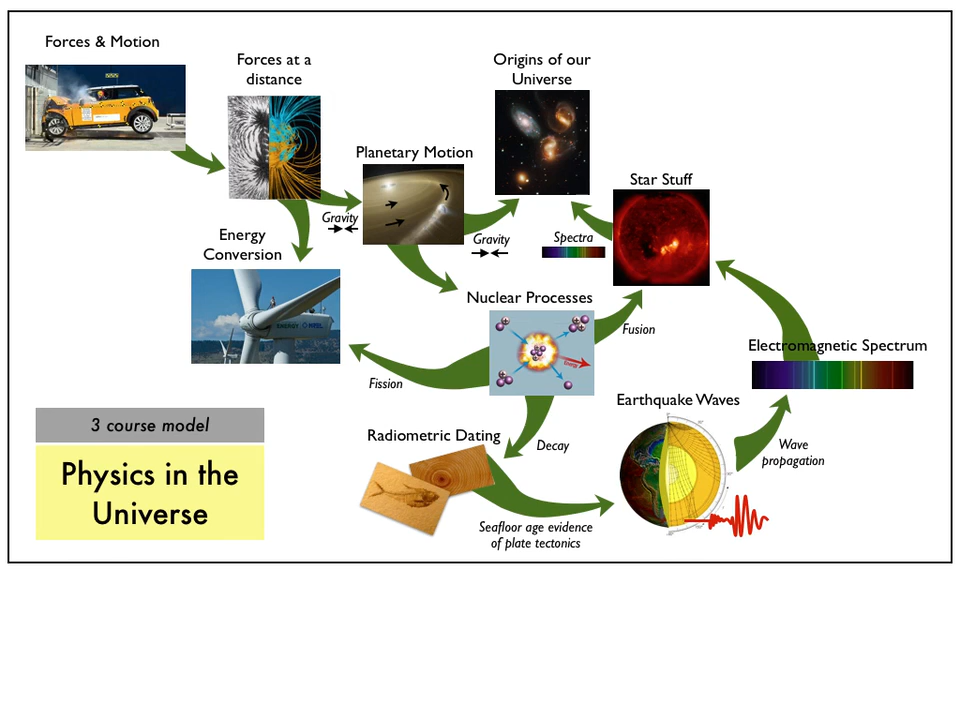 Forces & Motion
Forces at a
distance
Origins of our
Universe
Planetary Motion
Star Stuff
Gravity
Energy
Conversion
Gravity
Spectra
Nuclear Processes
Fusion
Electromagnetic Spectrum
Fission
Energy
Earthquake Waves
3 course model
Physics in the
Universe
Radiometric Dating
Decay
Wave
propagation
Seafloor age evidence
of plate tectonics